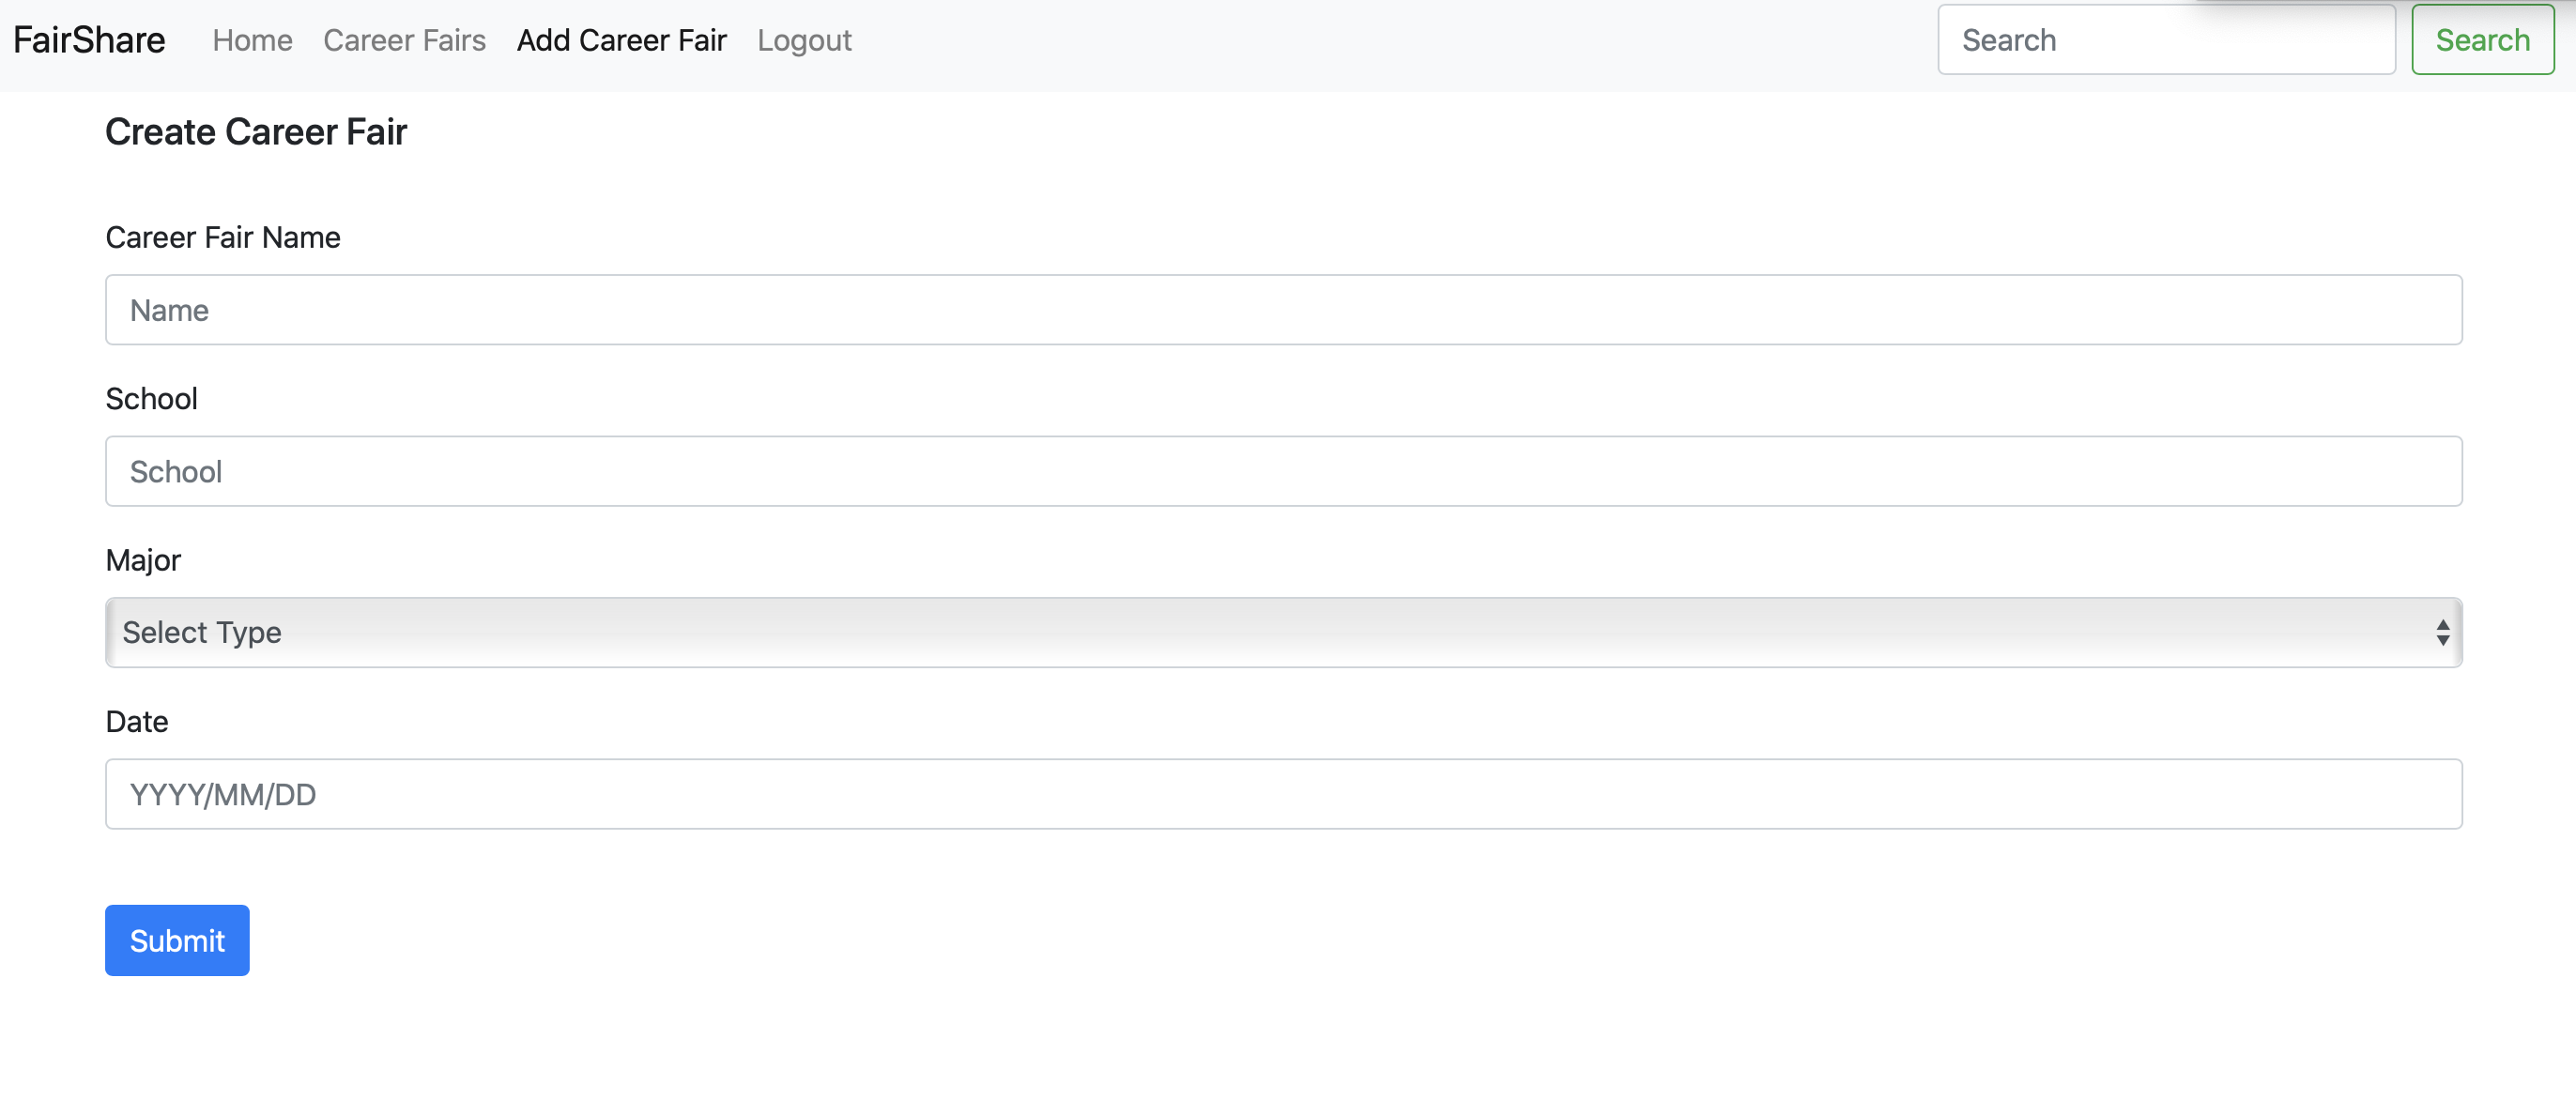 FairShare Home Career Fairs Add Career Fair Logout Search Search
Create Career Fair
Career Fair Name
Name
School
School
Major
Select Type
Date
YYYY/MM/DD
Submit